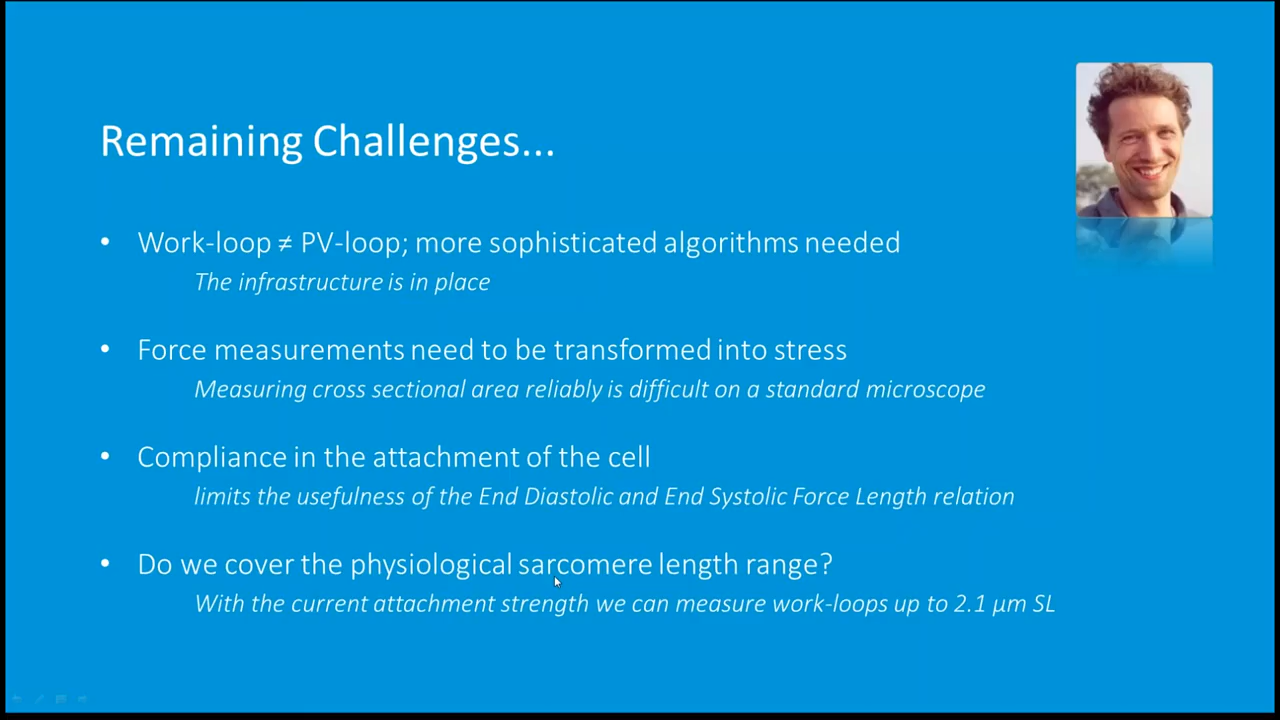 Remaining Challenges...
• Work-loop ≠ PV-loop; more sophisticated algorithms needed
The infrastructure is in place
• Force measurements need to be transformed into stress
Measuring cross sectional area reliably is difficult on a standard microscope
• Compliance in the attachment of the cell
limits the usefulness of the End Diastolic and End Systolic Force Length relation
• Do we cover the physiological sarcomere length range?
With the current attachment strength we can measure work-loops up to 2.1 µm SL